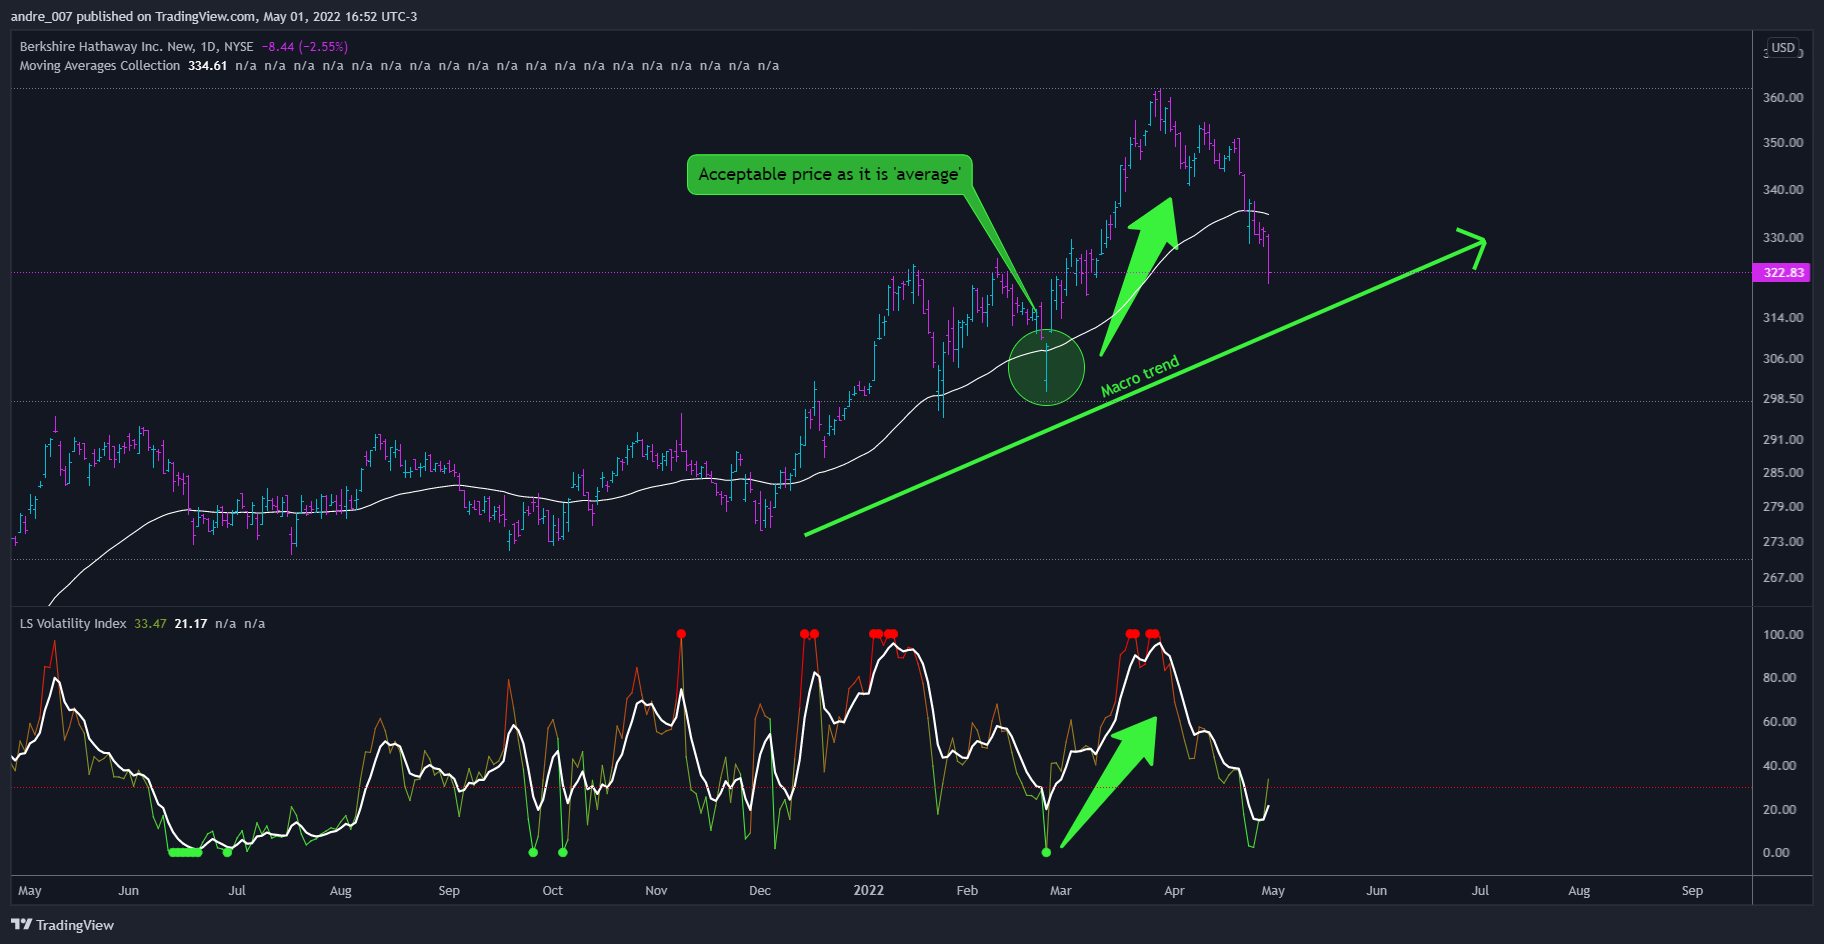 andre_007 published on TradingView.com, May 01, 2022 16:52 UTC-3
Berkshire Hathaway Inc. New, 1D, NYSE −8.44 (−2.55%)
Moving Averages Collection 334.61 n/a n/a n/a n/a n/a n/a n/a n/a n/a n/a n/a n/a n/a n/a n/a n/a n/a n/a n/a
USD
360.00
350.00
Acceptable price as it is 'average'
340.00
330.00
322.83
314.00
306.00
Macro trend
298.50
291.00
285.00
279.00
273.00
267.00
LS Volatility Index 33.47 21.17 n/a n/a
100.00
80.00
60.00
40.00
20.00
0.00
May Jun Jul Aug Sep Oct Nov Dec 2022 Feb Mar Apr May Jun Jul Aug Sep
TradingView